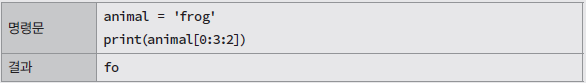 명령문
animal = 'frog'
print(animal[0:3:2])
결과
fo